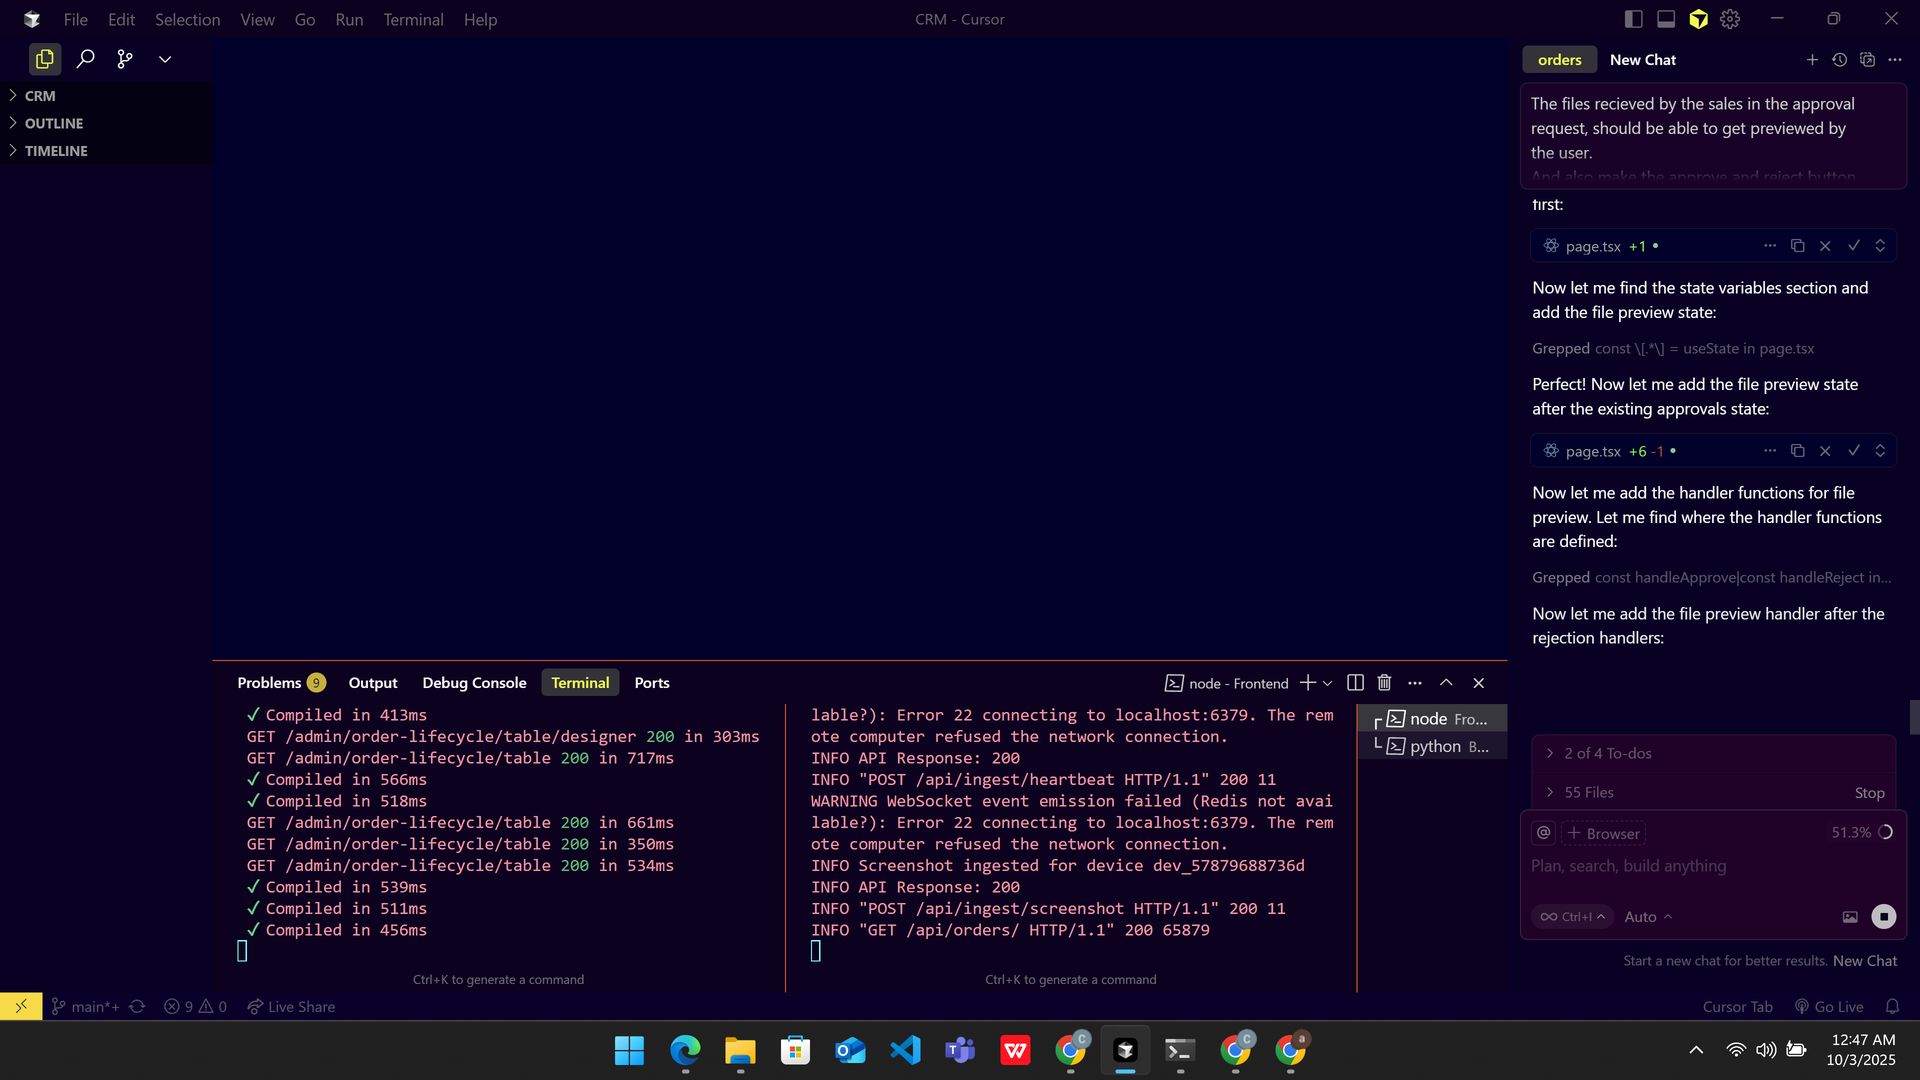 File Edit Selection View Go Run Terminal Help
CRM - Cursor
CRM
OUTLINE
TIMELINE
orders New Chat
The files recieved by the sales in the approval
request, should be able to get previewed by
the user.
And also make the approve and reject button
first:
page.tsx +1
Now let me find the state variables section and
add the file preview state:
Grepped const \[.*\] = useState in page.tsx
Perfect! Now let me add the file preview state
after the existing approvals state:
page.tsx +6 -1
Now let me add the handler functions for file
preview. Let me find where the handler functions
are defined:
Grepped const handleApprove|const handleReject in...
Now let me add the file preview handler after the
rejection handlers:
2 of 4 To-dos
55 Files Stop
@ + Browser 51.3%
Plan, search, build anything
∞ Ctrl+I Auto
Start a new chat for better results. New Chat
Problems 9 Output Debug Console Terminal Ports
node - Frontend
✓ Compiled in 413ms
GET /admin/order-lifecycle/table/designer 200 in 303ms
GET /admin/order-lifecycle/table 200 in 717ms
✓ Compiled in 566ms
✓ Compiled in 518ms
GET /admin/order-lifecycle/table 200 in 661ms
GET /admin/order-lifecycle/table 200 in 350ms
GET /admin/order-lifecycle/table 200 in 534ms
✓ Compiled in 539ms
✓ Compiled in 511ms
✓ Compiled in 456ms
Ctrl+K to generate a command
lable?): Error 22 connecting to localhost:6379. The rem
ote computer refused the network connection.
INFO API Response: 200
INFO "POST /api/ingest/heartbeat HTTP/1.1" 200 11
WARNING WebSocket event emission failed (Redis not avai
lable?): Error 22 connecting to localhost:6379. The rem
ote computer refused the network connection.
INFO Screenshot ingested for device dev_57879688736d
INFO API Response: 200
INFO "POST /api/ingest/screenshot HTTP/1.1" 200 11
INFO "GET /api/orders/ HTTP/1.1" 200 65879
Ctrl+K to generate a command
node Fro...
python B...
main*+ 9 0 Live Share
Cursor Tab Go Live
12:47 AM
10/3/2025